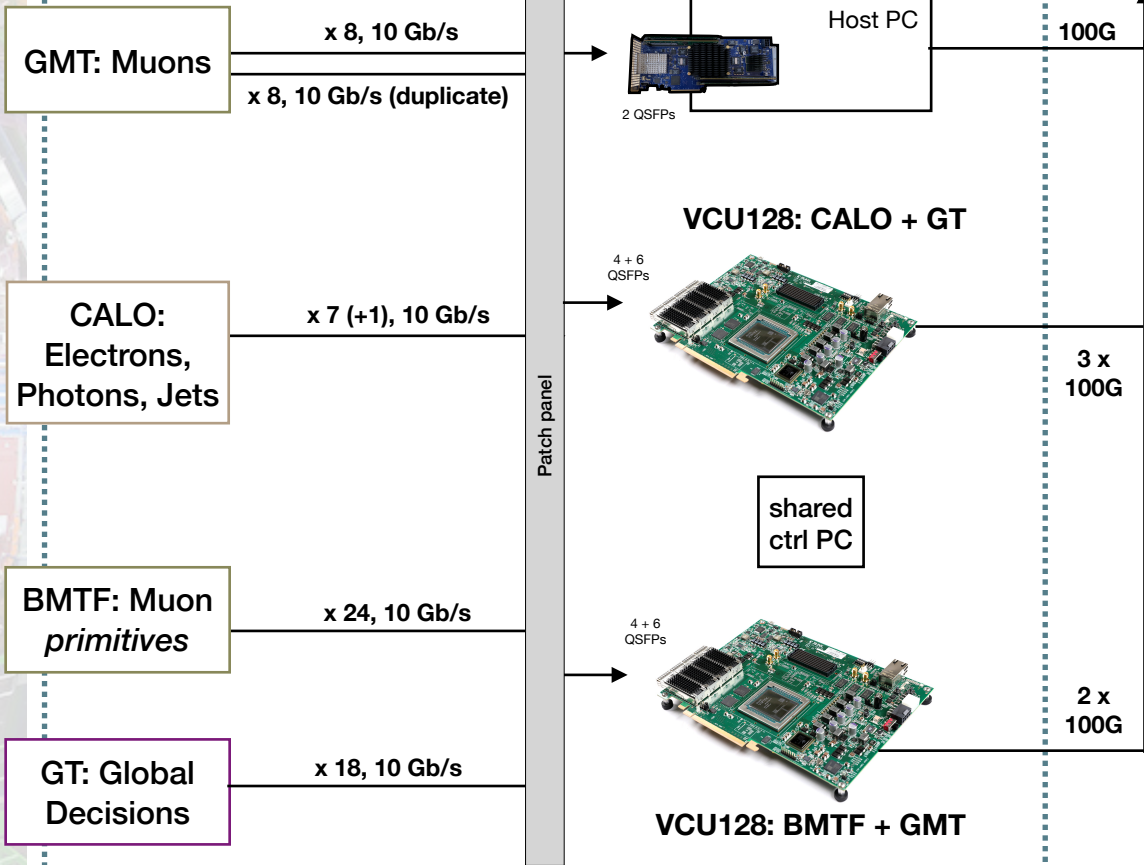 GMT: Muons
x 8, 10 Gb/s
x 8, 10 Gb/s (duplicate)
Host PC
2 QSFPs
100G
VCU128: CALO + GT
4 + 6
QSFPs
CALO:
Electrons,
Photons, Jets
x 7 (+1), 10 Gb/s
3 x
100G
Patch panel
shared
ctrl PC
BMTF: Muon
primitives
x 24, 10 Gb/s
4 + 6
QSFPs
2 x
100G
GT: Global
Decisions
x 18, 10 Gb/s
VCU128: BMTF + GMT